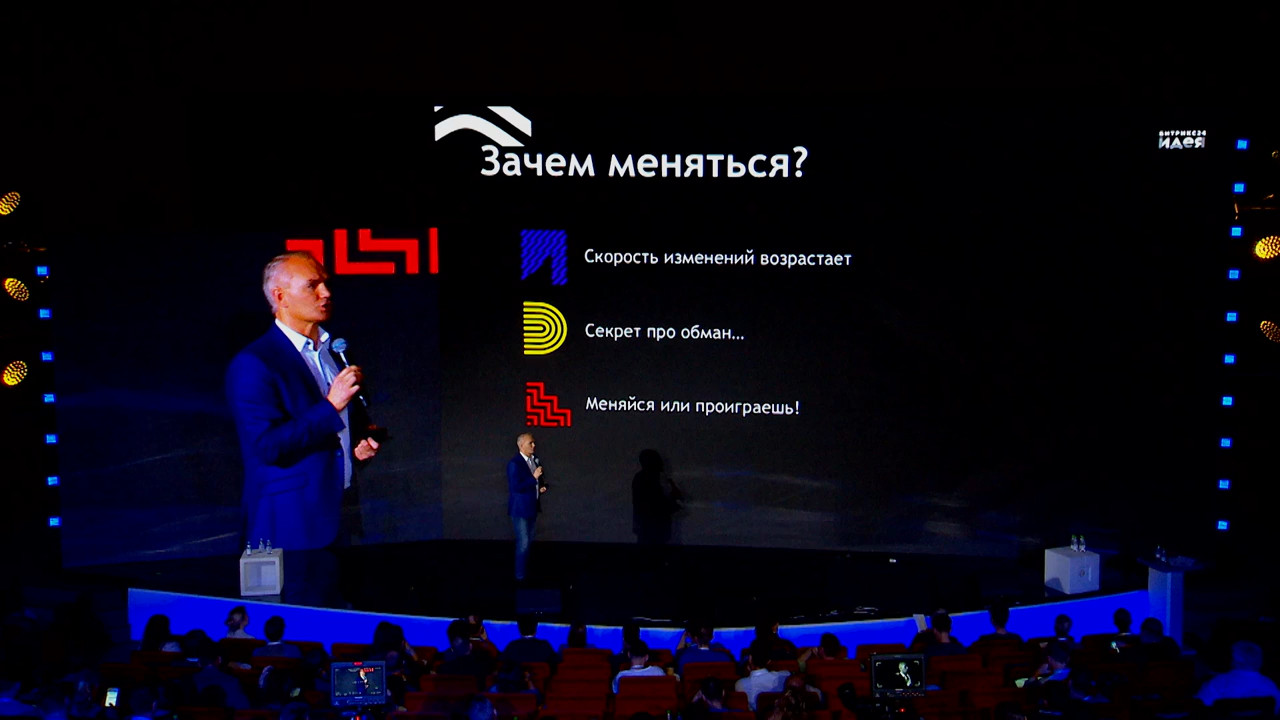 Зачем меняться?
БИТРИКС24
ИДЕЯ
Скорость изменений возрастает
Секрет про обман...
Меняйся или проиграешь!